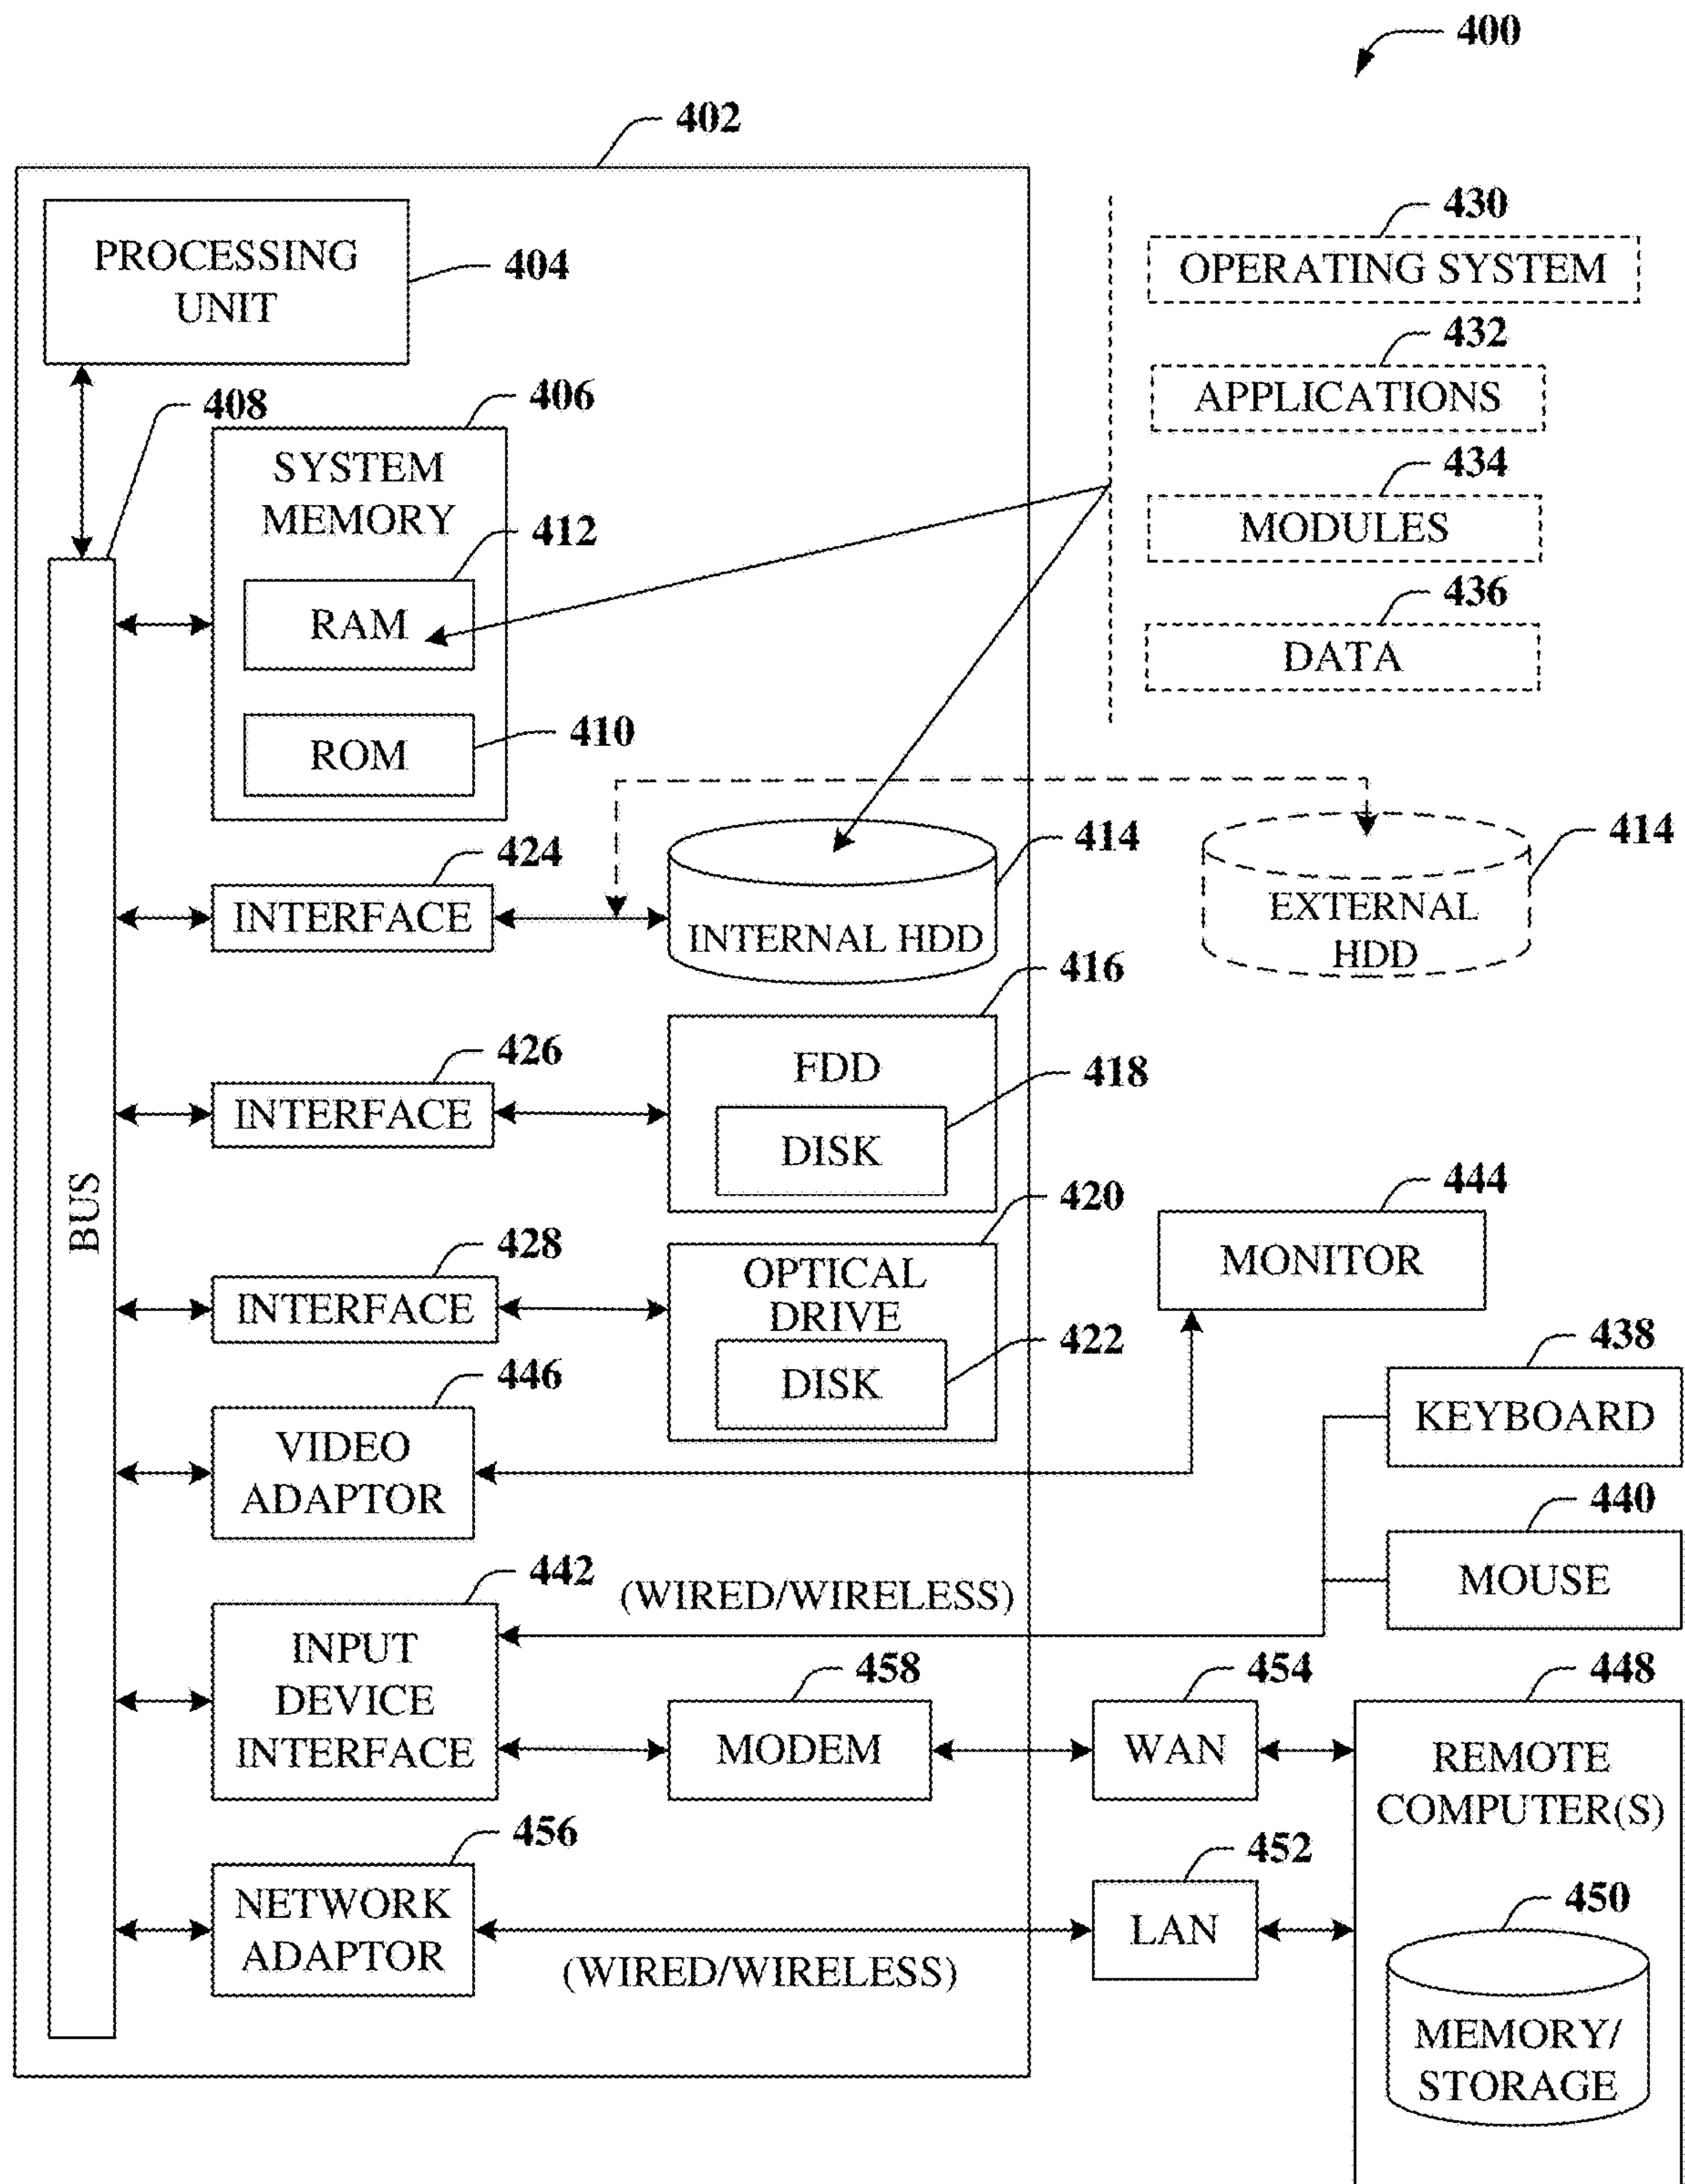 400
402
PROCESSING
UNIT
404
430
OPERATING SYSTEM
432
APPLICATIONS
434
MODULES
436
DATA
408
406
SYSTEM
MEMORY
412
RAM
410
ROM
424
INTERFACE
414
INTERNAL HDD
414
EXTERNAL
HDD
416
FDD
418
DISK
426
INTERFACE
BUS
420
OPTICAL
DRIVE
422
DISK
428
INTERFACE
444
MONITOR
446
VIDEO
ADAPTOR
438
KEYBOARD
440
MOUSE
442
INPUT
DEVICE
INTERFACE
(WIRED/WIRELESS)
458
MODEM
454
WAN
448
REMOTE
COMPUTER(S)
456
NETWORK
ADAPTOR
(WIRED/WIRELESS)
452
LAN
450
MEMORY/
STORAGE